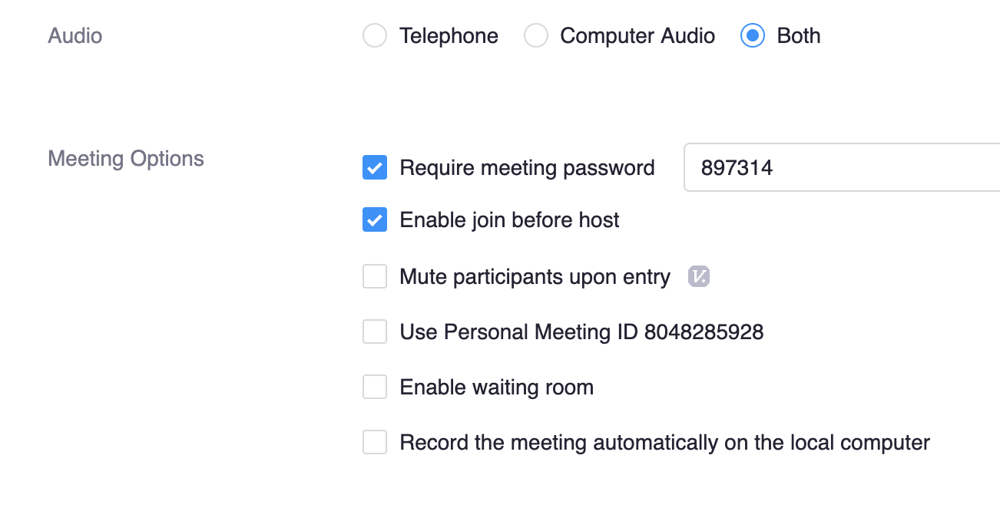 Audio Telephone Computer Audio Both
Meeting Options
Require meeting password 897314
Enable join before host
Mute participants upon entry V.
Use Personal Meeting ID 8048285928
Enable waiting room
Record the meeting automatically on the local computer